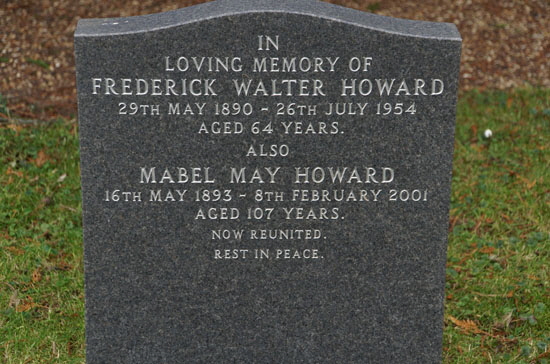 IN
LOVING MEMORY OF
FREDERICK WALTER HOWARD
29TH MAY 1890 - 26TH JULY 1954
AGED 64 YEARS.
ALSO
MABEL MAY HOWARD
16TH MAY 1893 - 8TH FEBRUARY 2001
AGED 107 YEARS.
NOW REUNITED.
REST IN PEACE.